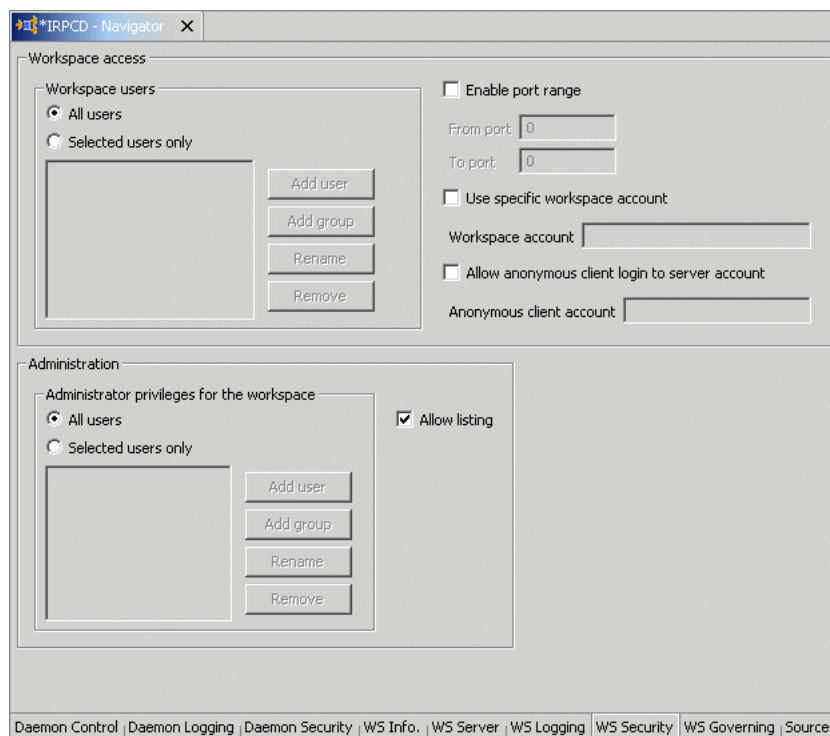 *IRPCD - Navigator
Workspace access
Workspace users
All users
Selected users only
Add user
Add group
Rename
Remove
Enable port range
From port 0
To port 0
Use specific workspace account
Workspace account
Allow anonymous client login to server account
Anonymous client account
Administration
Administrator privileges for the workspace
All users
Selected users only
Add user
Add group
Rename
Remove
Allow listing
Daemon Control Daemon Logging Daemon Security WS Info. WS Server WS Logging WS Security WS Governing Source